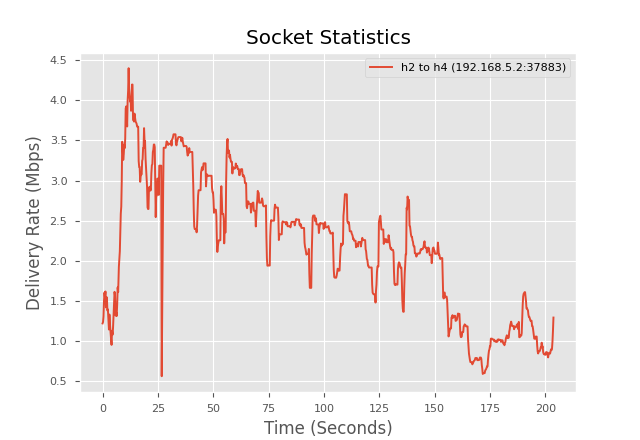 Socket Statistics
h2 to h4 (192.168.5.2:37883)
Delivery Rate (Mbps)
4.5
4.0
3.5
3.0
2.5
2.0
1.5
1.0
0.5
0 25 50 75 100 125 150 175 200
Time (Seconds)